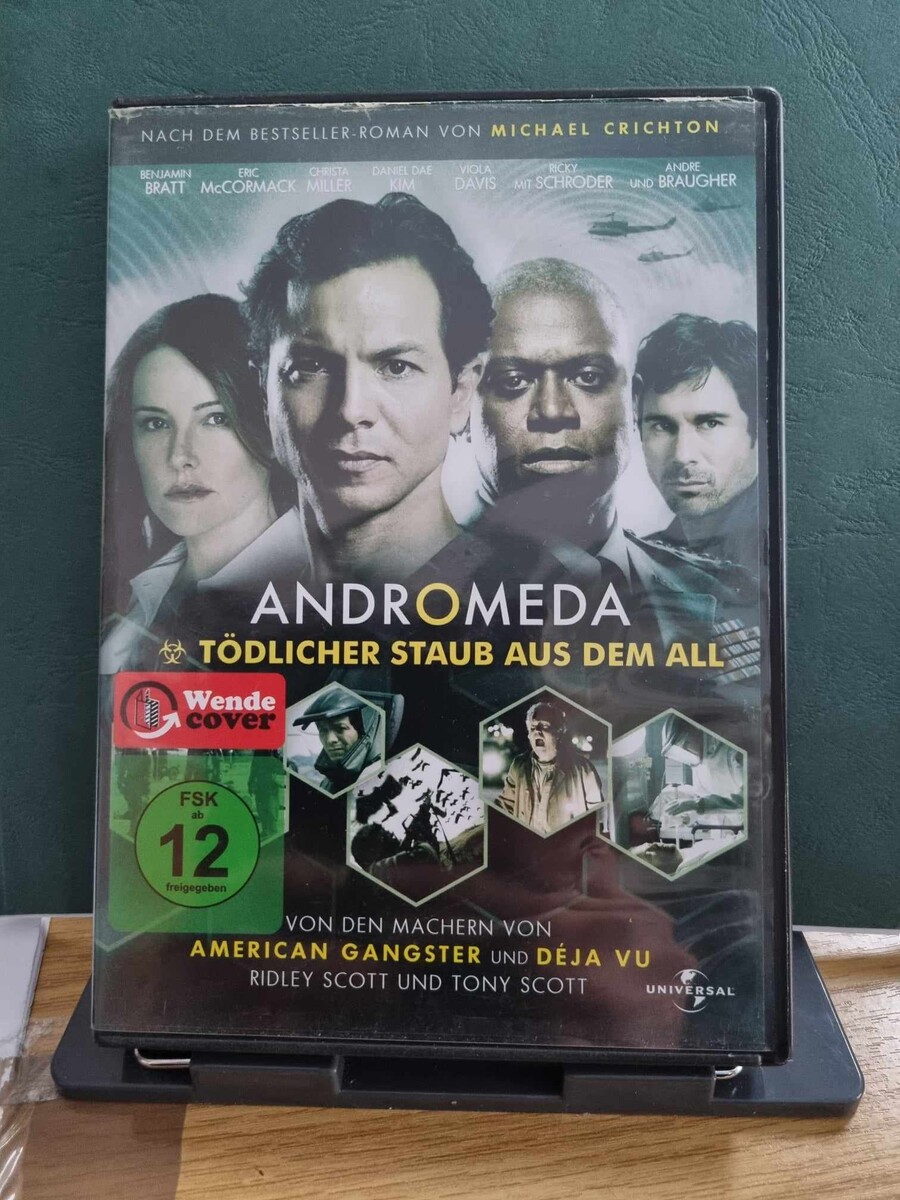 NACH DEM BESTSELLER-ROMAN VON MICHAEL CRICHTON
BENJAMIN BRATT ERIC McCORMACK CHRISTA MILLER DANIEL DAE KIM VIOLA DAVIS MIT RICKY SCHRODER UND ANDRE BRAUGHER
ANDROMEDA
TÖDLICHER STAUB AUS DEM ALL
Wende
cover
FSK
ab
12
freigegeben
VON DEN MACHERN VON
AMERICAN GANGSTER UND DÉJA VU
RIDLEY SCOTT UND TONY SCOTT
UNIVERSAL